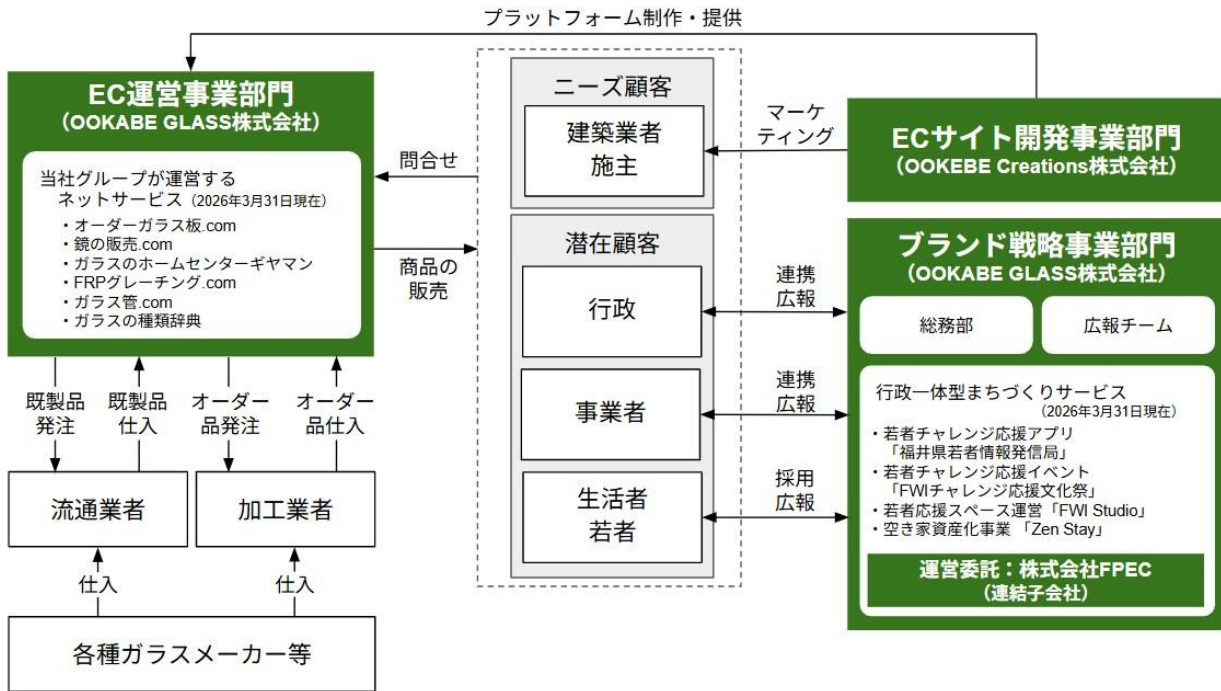 プラットフォーム制作・提供
EC運営事業部門
（OOKABE GLASS株式会社）
当社グループが運営する
ネットサービス（2026年3月31日現在）
・オーダーガラス板.com
・鏡の販売.com
・ガラスのホームセンターギヤマン
・FRPグレーチング.com
・ガラス管.com
・ガラスの種類辞典
問合せ
商品の
販売
既製品
発注
既製品
仕入
オーダー
品発注
オーダー
品仕入
流通業者
加工業者
仕入
仕入
各種ガラスメーカー等
ニーズ顧客
建築業者
施主
潜在顧客
行政
事業者
生活者
若者
マーケ
ティング
連携
広報
連携
広報
採用
広報
ECサイト開発事業部門
（OOKEBE Creations株式会社）
ブランド戦略事業部門
（OOKABE GLASS株式会社）
総務部
広報チーム
行政一体型まちづくりサービス
（2026年3月31日現在）
・若者チャレンジ応援アプリ
「福井県若者情報発信局」
・若者チャレンジ応援イベント
「FWIチャレンジ応援文化祭」
・若者応援スペース運営「FWI Studio」
・空き家資産化事業 「Zen Stay」
運営委託：株式会社FPEC
（連結子会社）